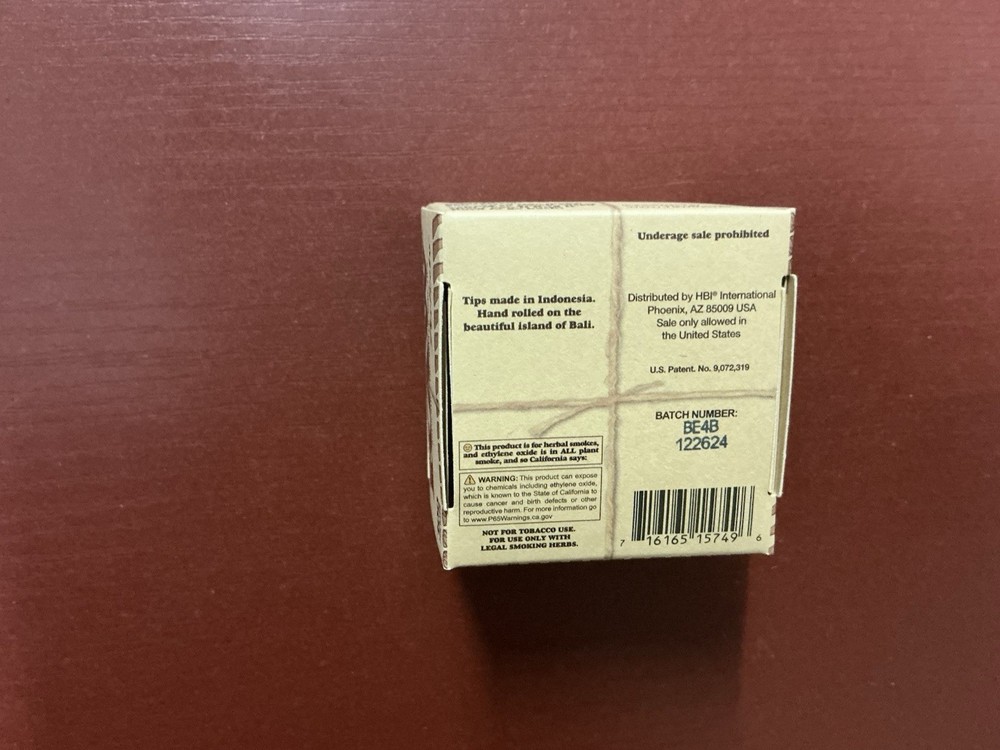 Underage sale prohibited
Tips made in Indonesia.
Hand rolled on the
beautiful island of Bali.
Distributed by HBI® International
Phoenix, AZ 85009 USA
Sale only allowed in
the United States
U.S. Patent. No. 9,072,319
BATCH NUMBER:
BE4B
122624
This product is for herbal smokes,
and ethylene oxide is in ALL plant
smoke, and so California says:
WARNING: This product can expose
you to chemicals including ethylene oxide,
which is known to the State of California to
cause cancer and birth defects or other
reproductive harm. For more information go
to www.P65Warnings.ca.gov
NOT FOR TOBACCO USE.
FOR USE ONLY WITH
LEGAL SMOKING HERBS.
7 16165 15749 6